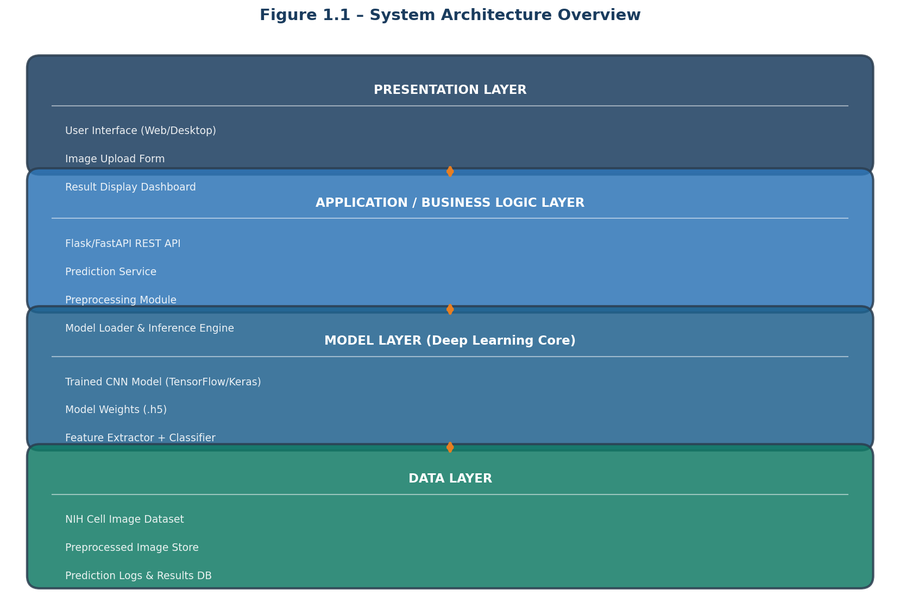 Figure 1.1 – System Architecture Overview
PRESENTATION LAYER
User Interface (Web/Desktop)
Image Upload Form
Result Display Dashboard
APPLICATION / BUSINESS LOGIC LAYER
Flask/FastAPI REST API
Prediction Service
Preprocessing Module
Model Loader & Inference Engine
MODEL LAYER (Deep Learning Core)
Trained CNN Model (TensorFlow/Keras)
Model Weights (.h5)
Feature Extractor + Classifier
DATA LAYER
NIH Cell Image Dataset
Preprocessed Image Store
Prediction Logs & Results DB